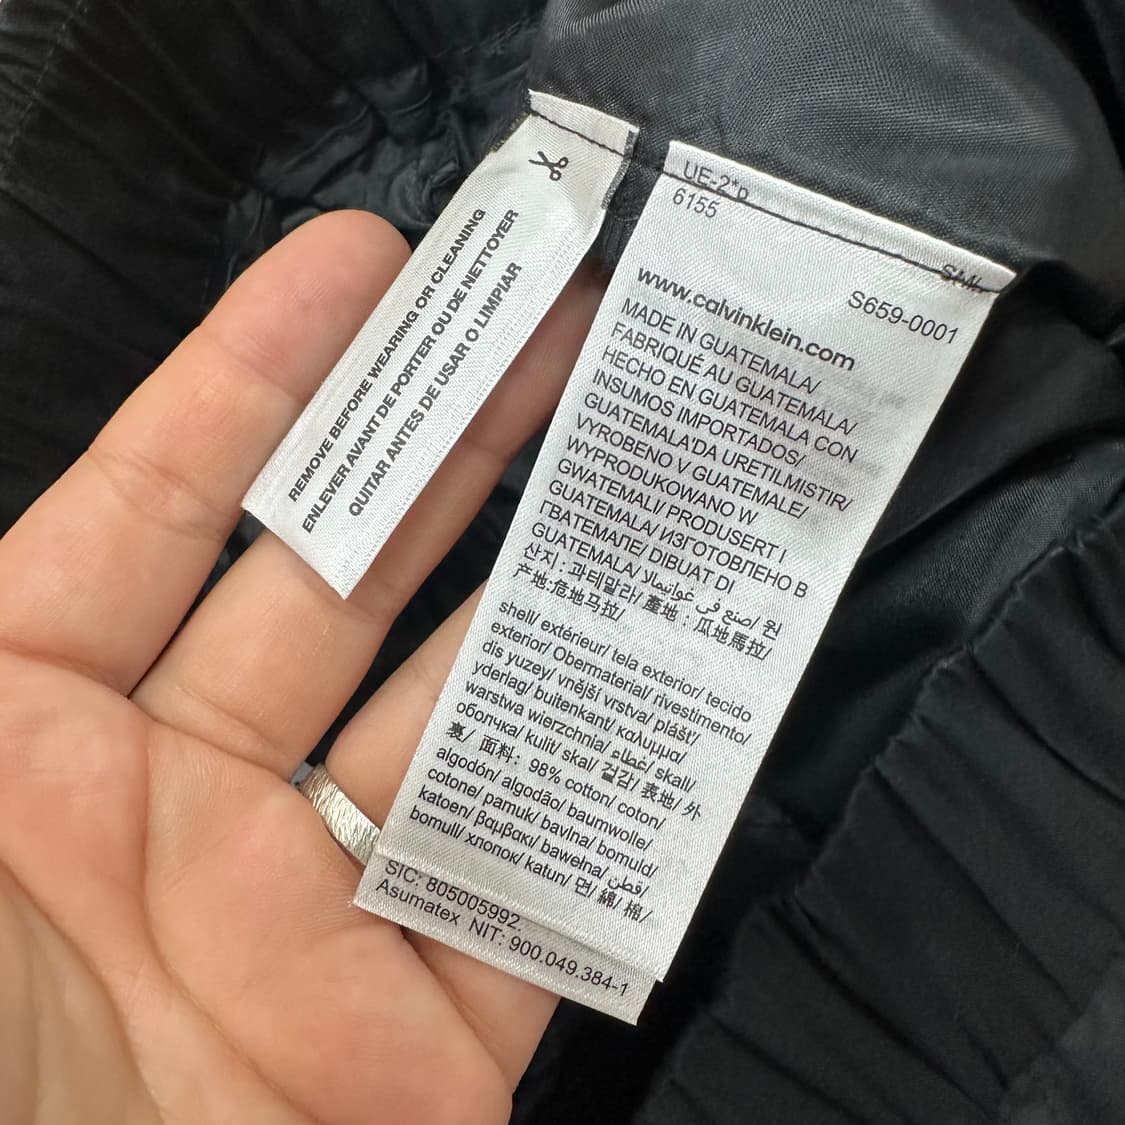 REMOVE BEFORE WEARING OR CLEANING
ENLEVER AVANT DE PORTER OU DE NETTOYER
QUITAR ANTES DE USAR O LIMPIAR
UE-2*p
6155
S659-0001
www.calvinklein.com
MADE IN GUATEMALA/
FABRIQUÉ AU GUATEMALA/
HECHO EN GUATEMALA CON
INSUMOS IMPORTADOS/
GUATEMALA'DA URETILMISTIR/
VYROBENO V GUATEMALE/
WYPRODUKOWANO W
GWATEMALI/ PRODUSERT I
GUATEMALA/ ИЗГОТОВЛЕНО В
ГВАТЕМАЛЕ/ DIBUAT DI
GUATEMALA/ صنع في غواتيمالا/ 원
산지 : 과테말라/ 產地 : 瓜地馬拉/
产地:危地马拉/
shell/ extérieur/ tela exterior/ tecido
exterior/ Obermaterial/ rivestimento/
dis yuzey/ vnější vrstva/ plášť/
yderlag/ buitenkant/ καλυμμα/
warstwa wierzchnia/ غطاء/ skall/
оболчка/ kulit/ skal/ 겉감/ 表地/ 外
裏/ 面料: 98% cotton/ coton/
algodón/ algodão/ baumwolle/
cotone/ pamuk/ bavlna/ bomuld/
katoen/ βαμβακι/ bawełna/ قطن/
bomull/ хлопок/ katun/ 면/ 綿/ 棉/
SIC: 805005992.
Asumatex NIT: 900.049.384-1